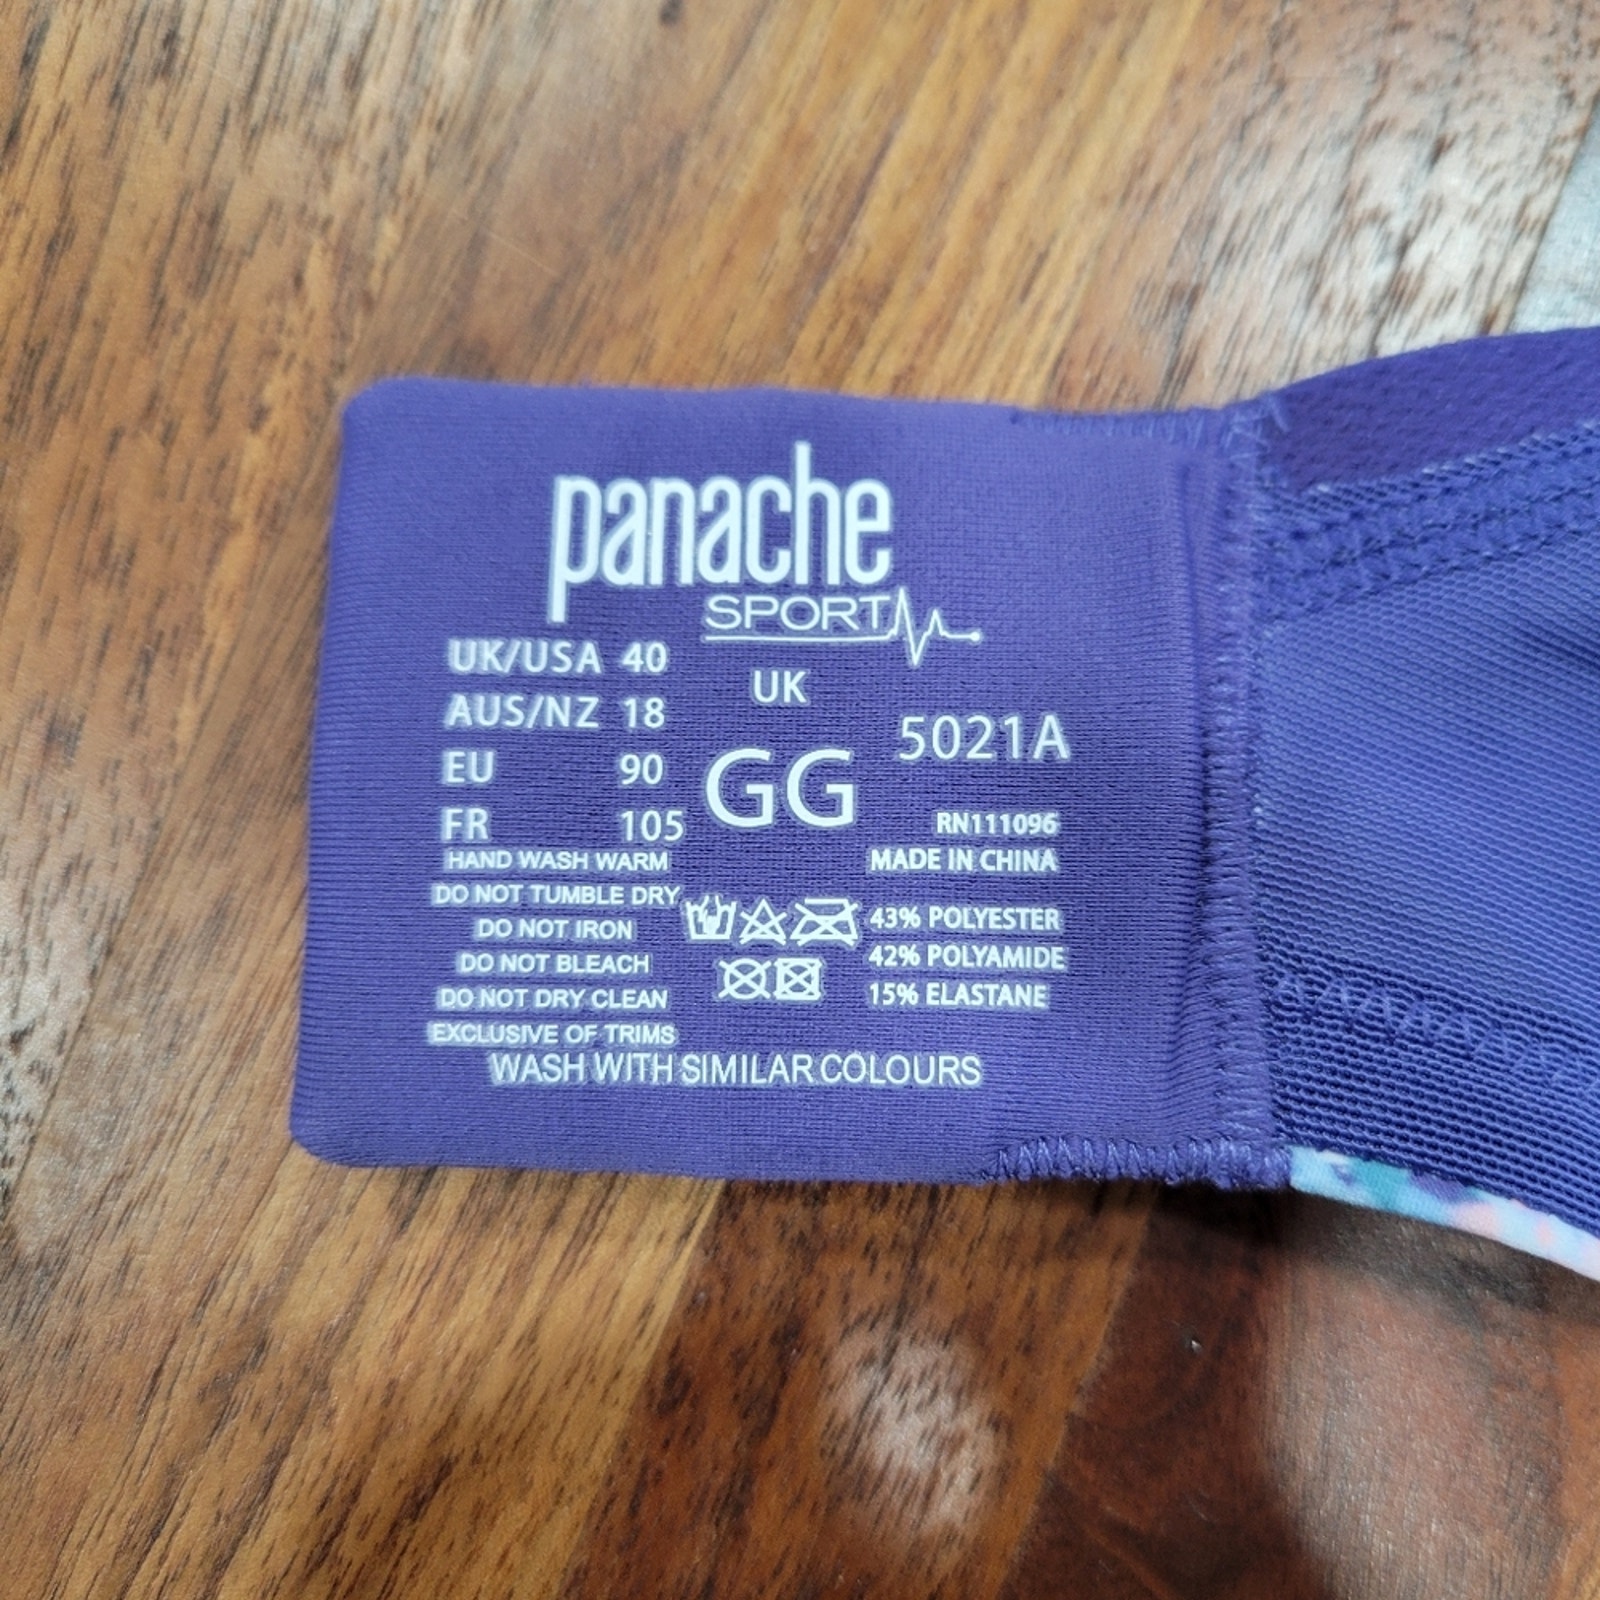 panache
SPORT
UK/USA 40
AUS/NZ 18
EU 90
FR 105
UK
GG
5021A
RN111096
MADE IN CHINA
HAND WASH WARM
DO NOT TUMBLE DRY
DO NOT IRON
DO NOT BLEACH
DO NOT DRY CLEAN
EXCLUSIVE OF TRIMS
43% POLYESTER
42% POLYAMIDE
15% ELASTANE
WASH WITH SIMILAR COLOURS